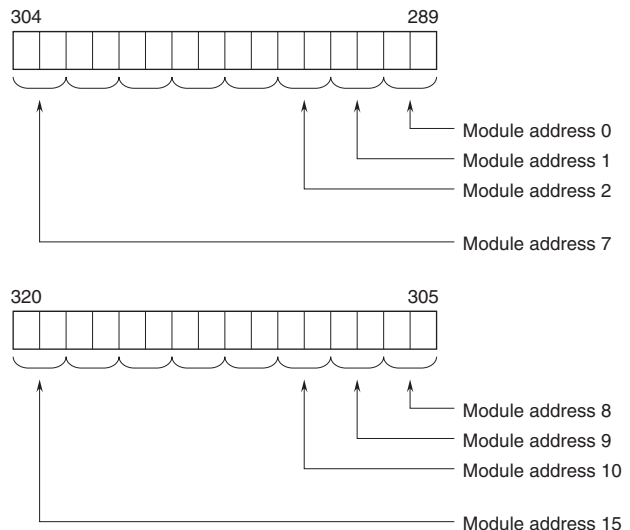 304 289
Module address 0
Module address 1
Module address 2
Module address 7
320 305
Module address 8
Module address 9
Module address 10
Module address 15